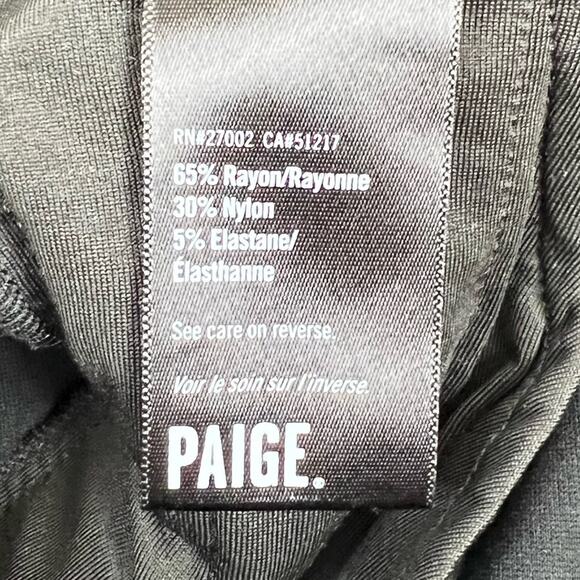 RN#27002 CA#51217
65% Rayon/Rayonne
30% Nylon
5% Elastane/
Elasthanne
See care on reverse.
Voir le soin sur l'inverse.
PAIGE.